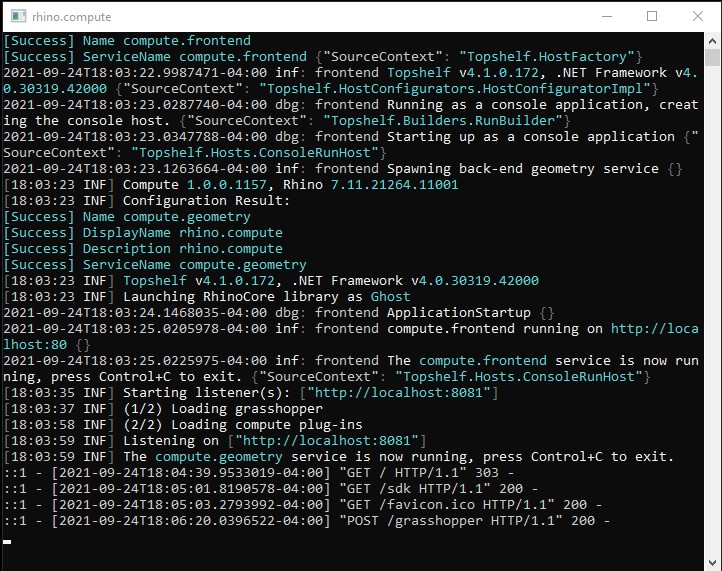 rhino.compute
[Success] Name compute.frontend
[Success] ServiceName compute.frontend {"SourceContext": "Topshelf.HostFactory"}
2021-09-24T18:03:22.9987471-04:00 inf: frontend Topshelf v4.1.0.172, .NET Framework v4.
0.30319.42000 {"SourceContext": "Topshelf.HostConfigurators.HostConfiguratorImpl"}
2021-09-24T18:03:23.0287740-04:00 dbg: frontend Running as a console application, creat
ing the console host. {"SourceContext": "Topshelf.Builders.RunBuilder"}
2021-09-24T18:03:23.0347788-04:00 dbg: frontend Starting up as a console application {"
SourceContext": "Topshelf.Hosts.ConsoleRunHost"}
2021-09-24T18:03:23.1263664-04:00 inf: frontend Spawning back-end geometry service {}
[18:03:23 INF] Compute 1.0.0.1157, Rhino 7.11.21264.11001
[18:03:23 INF] Configuration Result:
[Success] Name compute.geometry
[Success] DisplayName rhino.compute
[Success] Description rhino.compute
[Success] ServiceName compute.geometry
[18:03:23 INF] Topshelf v4.1.0.172, .NET Framework v4.0.30319.42000
[18:03:23 INF] Launching RhinoCore library as Ghost
2021-09-24T18:03:24.1468035-04:00 dbg: frontend ApplicationStartup {}
2021-09-24T18:03:25.0205978-04:00 inf: frontend compute.frontend running on http://loca
lhost:80 {}
2021-09-24T18:03:25.0225975-04:00 inf: frontend The compute.frontend service is now run
ning, press Control+C to exit. {"SourceContext": "Topshelf.Hosts.ConsoleRunHost"}
[18:03:35 INF] Starting listener(s): ["http://localhost:8081"]
[18:03:37 INF] (1/2) Loading grasshopper
[18:03:58 INF] (2/2) Loading compute plug-ins
[18:03:59 INF] Listening on ["http://localhost:8081"]
[18:03:59 INF] The compute.geometry service is now running, press Control+C to exit.
::1 - [2021-09-24T18:04:39.9533019-04:00] "GET / HTTP/1.1" 303 -
::1 - [2021-09-24T18:05:01.8190578-04:00] "GET /sdk HTTP/1.1" 200 -
::1 - [2021-09-24T18:05:03.2793992-04:00] "GET /favicon.ico HTTP/1.1" 200 -
::1 - [2021-09-24T18:06:20.0396522-04:00] "POST /grasshopper HTTP/1.1" 200 -